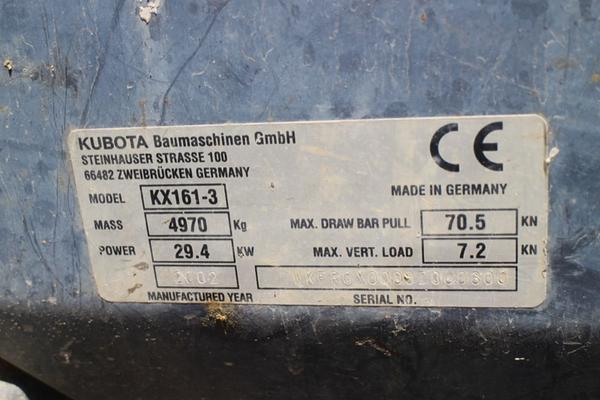 KUBOTA Baumaschinen GmbH
STEINHAUSER STRASSE 100
66482 ZWEIBRÜCKEN GERMANY
CE
MADE IN GERMANY
MODEL KX161-3
MASS 4970 Kg MAX. DRAW BAR PULL 70.5 KN
POWER 29.4 KW MAX. VERT. LOAD 7.2 KN
2002
MANUFACTURED YEAR SERIAL NO.